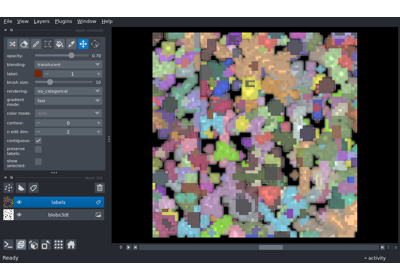 File View Layers Plugins Window Help
opacity: 0.70
blending: translucent
label: 1
brush size: 10
rendering: iso_categorical
gradient mode: fast
color mode:
contour: 0
n edit dim: 2
contiguous:
preserve labels:
show selected:
labels
blobs3dt
0
Ready
activity